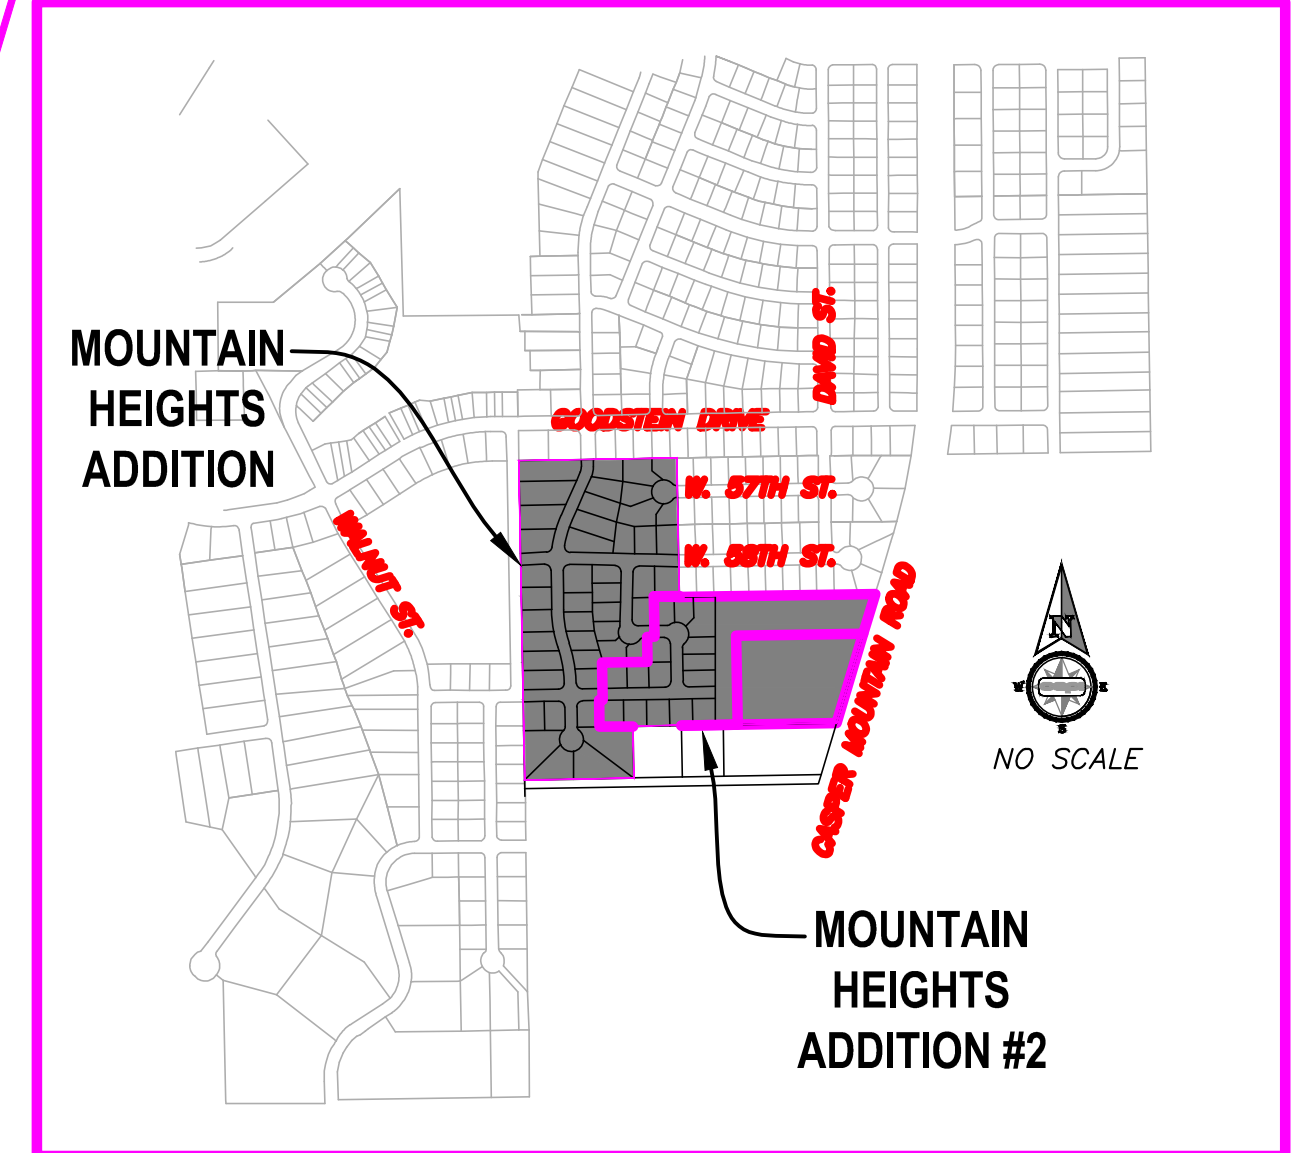 DAVID ST.
MOUNTAIN
HEIGHTS
ADDITION
GOODSTEIN DRIVE
W. 57TH ST.
WALNUT ST.
W. 58TH ST.
CASPER MOUNTAIN ROAD
N
NO SCALE
MOUNTAIN
HEIGHTS
ADDITION #2